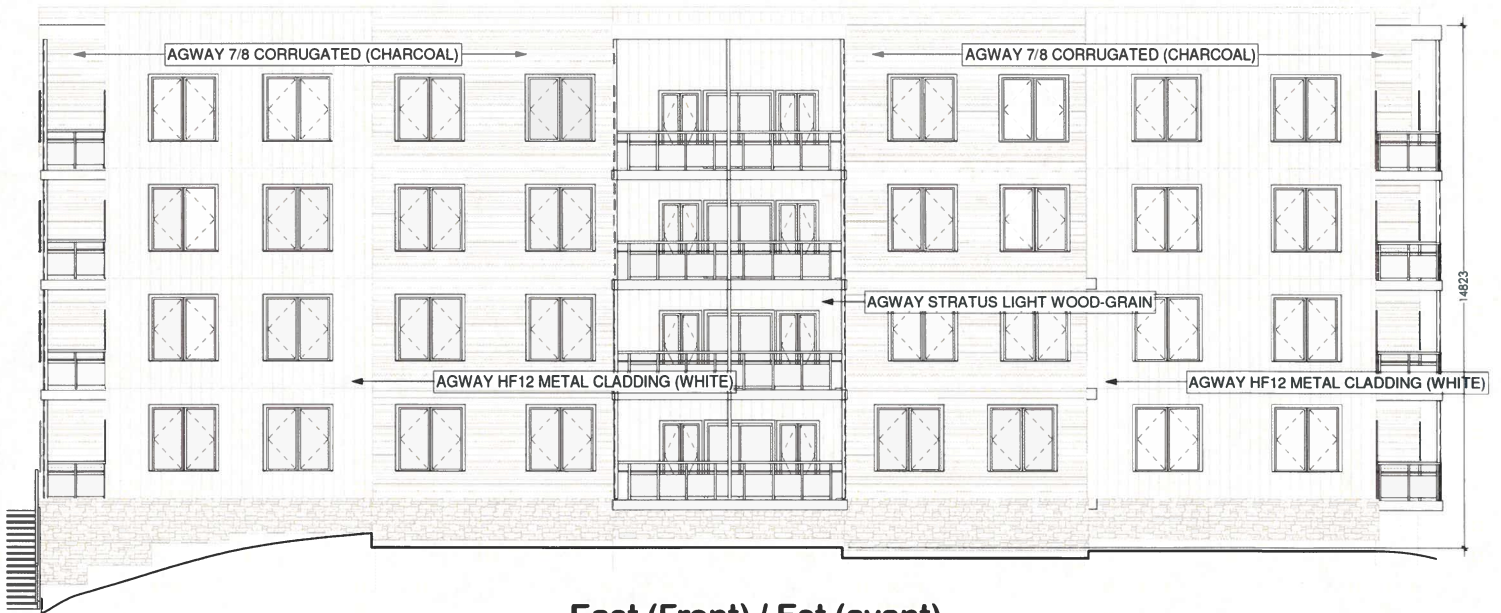 AGWAY 7/8 CORRUGATED (CHARCOAL)
AGWAY 7/8 CORRUGATED (CHARCOAL)
14823
AGWAY STRATUS LIGHT WOOD-GRAIN
AGWAY HF12 METAL CLADDING (WHITE)
AGWAY HF12 METAL CLADDING (WHITE)
East (Front) / Est (avant)